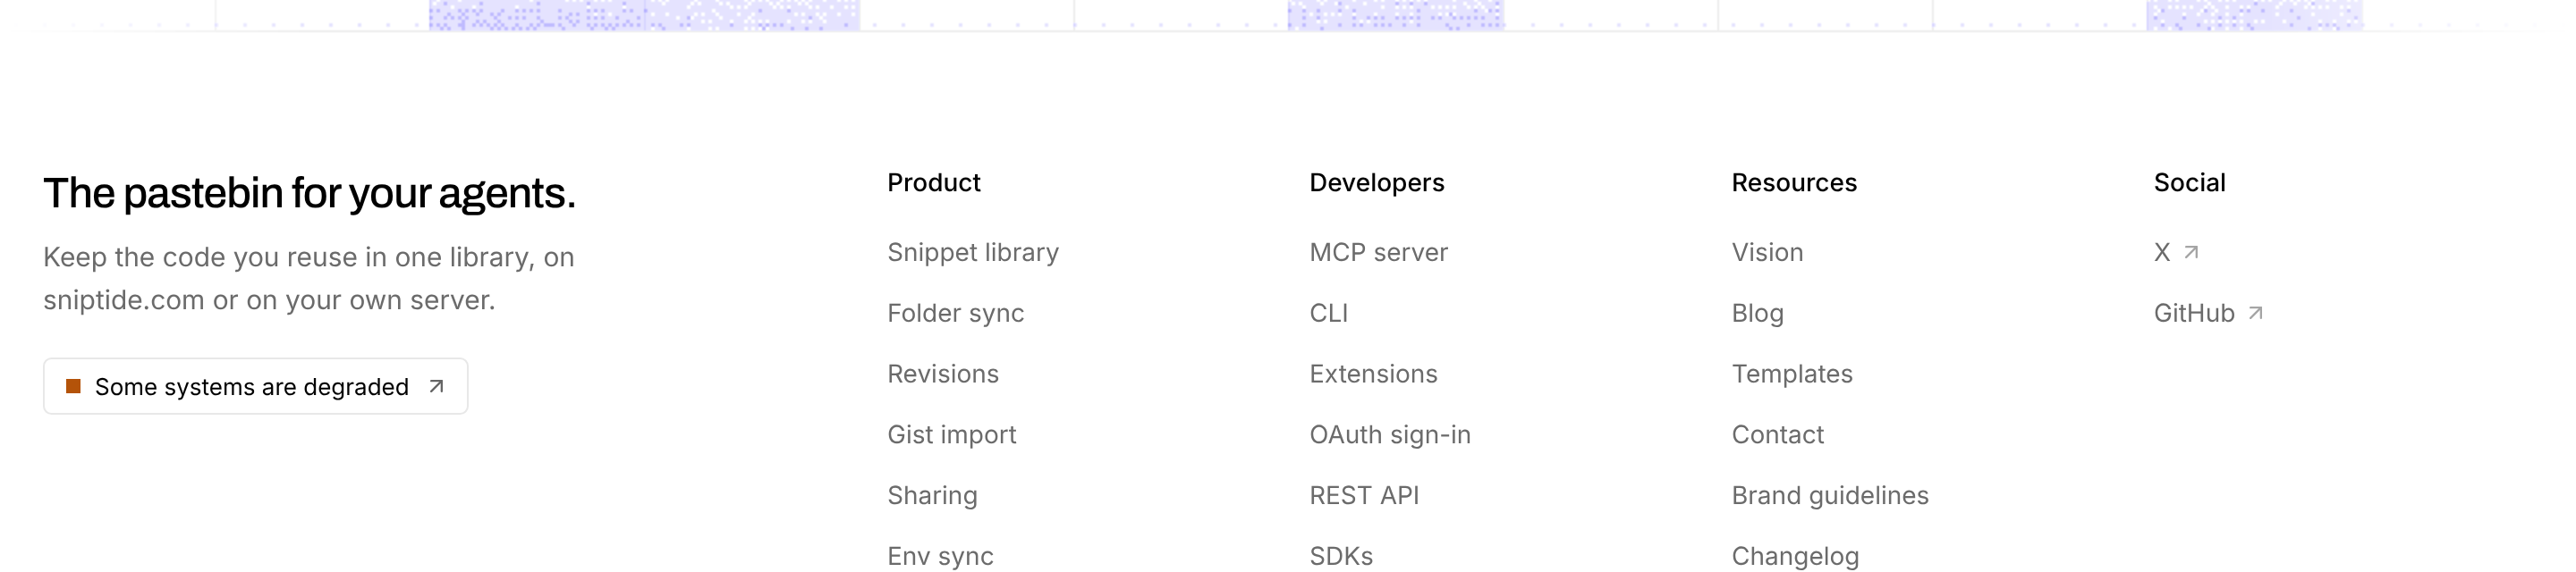 The pastebin for your agents.
Keep the code you reuse in one library, on
sniptide.com or on your own server.
Some systems are degraded
Product
Snippet library
Folder sync
Revisions
Gist import
Sharing
Env sync
Developers
MCP server
CLI
Extensions
OAuth sign-in
REST API
SDKs
Resources
Vision
Blog
Templates
Contact
Brand guidelines
Changelog
Social
X
GitHub